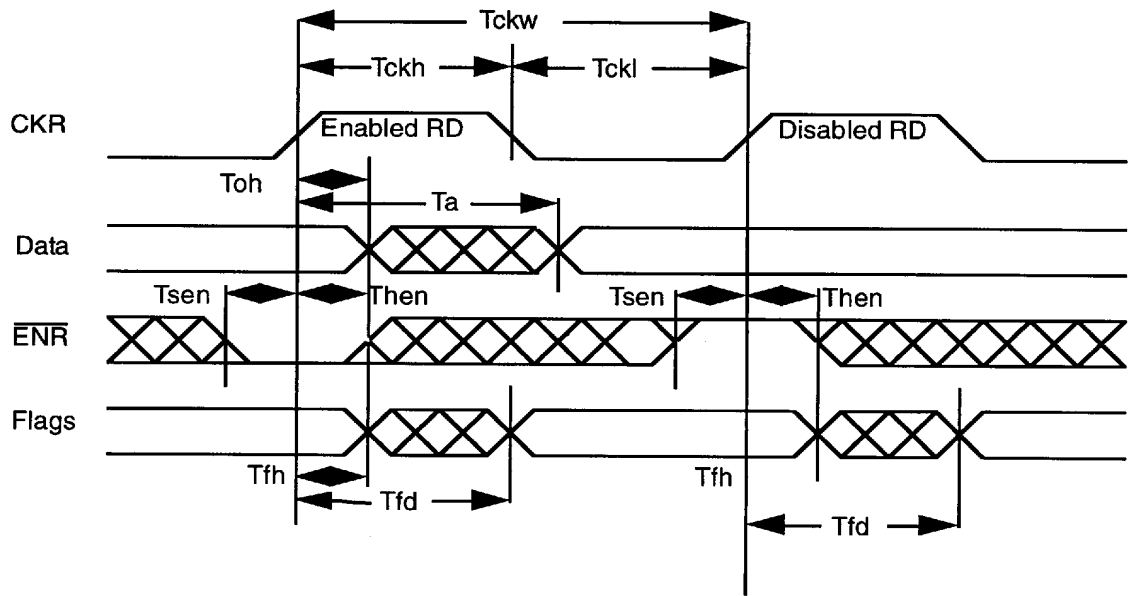 Tckw
Tckh Tckl
CKR Enabled RD Disabled RD
Toh
Ta
Data
Tsen Then Tsen Then
E̅N̅R̅
Flags
Tfh Tfh
Tfd
Tfd